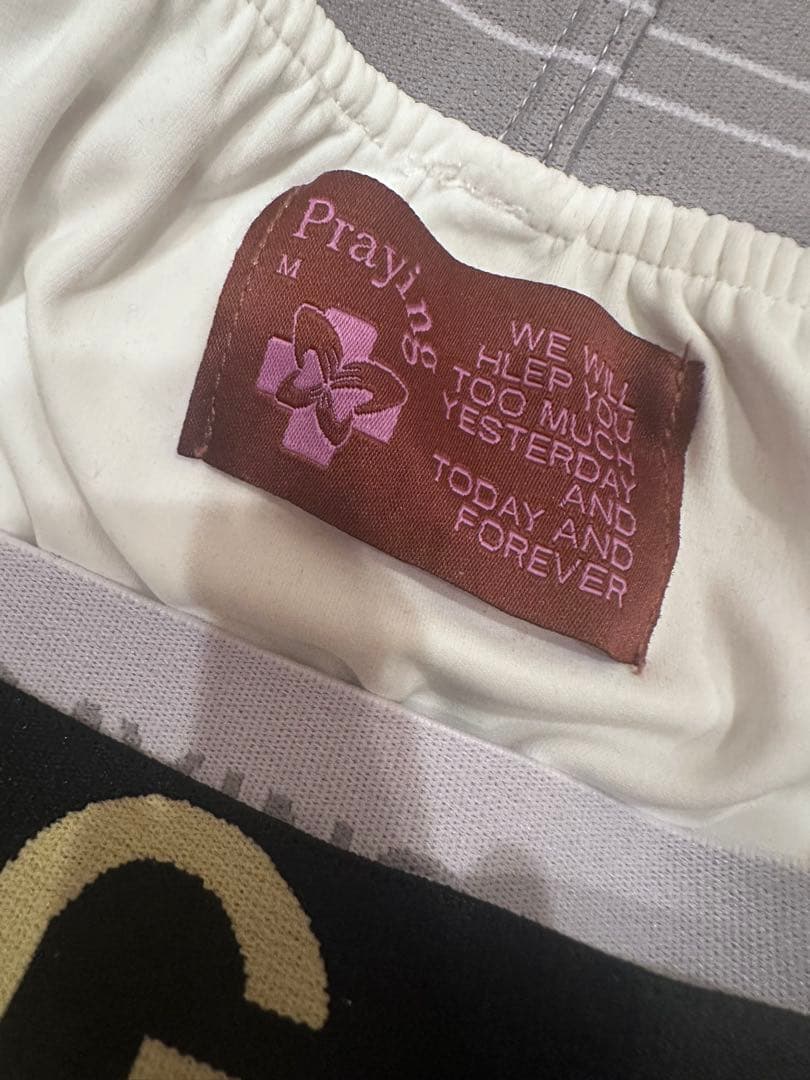 Praying
M
WE WILL
HLEP YOU
TOO MUCH
YESTERDAY
AND
TODAY AND
FOREVER